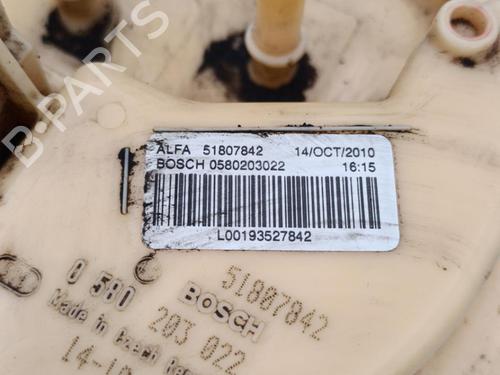 ALFA 51807842 14/OCT/2010
BOSCH 0580203022 16:15
L00193527842
51807842
BOSCH
0 580
203 022
Made in Czech
14-10
B-PARTS